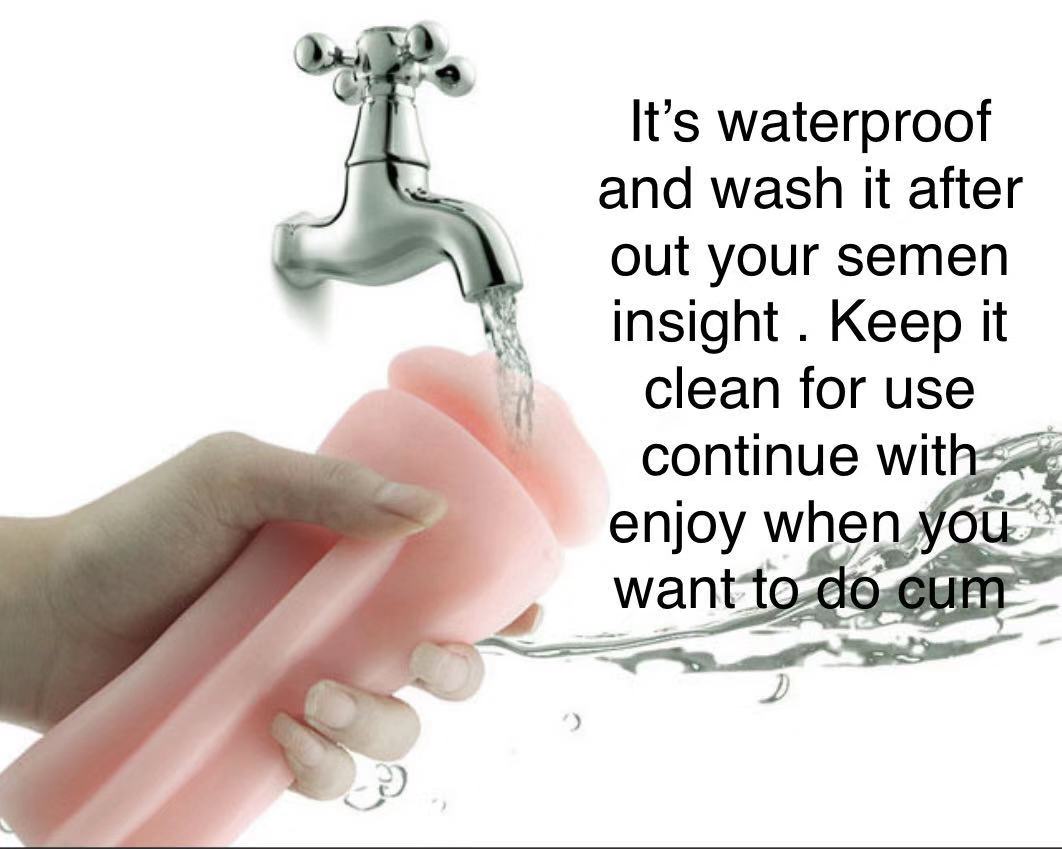 It’s waterproof
and wash it after
out your semen
insight . Keep it
clean for use
continue with
enjoy when you
want to do cum